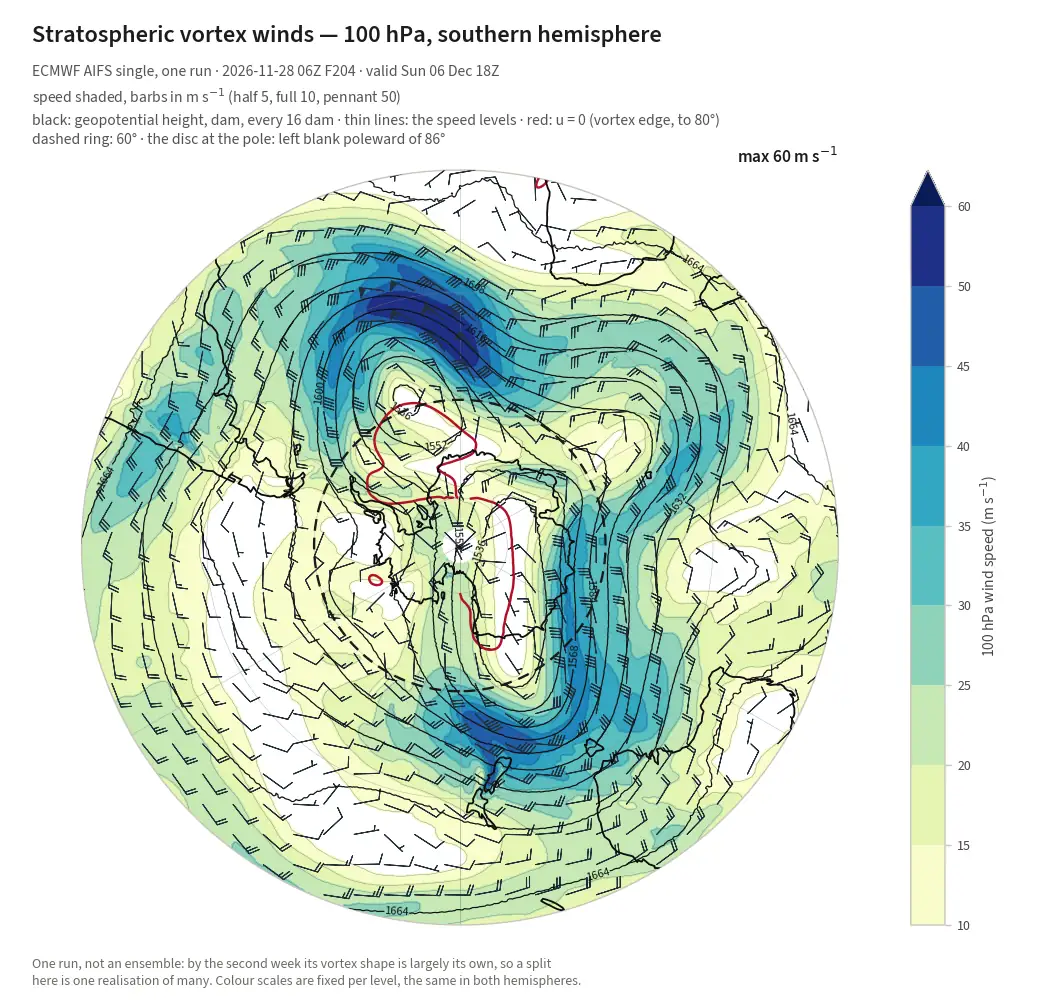 Stratospheric vortex winds — 100 hPa, southern hemisphere
ECMWF AIFS single, one run · 2026-11-28 06Z F204 · valid Sun 06 Dec 18Z
speed shaded, barbs in m s⁻¹ (half 5, full 10, pennant 50)
black: geopotential height, dam, every 16 dam · thin lines: the speed levels · red: u = 0 (vortex edge, to 80°)
dashed ring: 60° · the disc at the pole: left blank poleward of 86°
max 60 m s⁻¹
60
50
45
40
35
30
25
20
15
10
100 hPa wind speed (m s⁻¹)
1664
1600
1552
1664
1664
1632
1536
1568
1664
1664
One run, not an ensemble: by the second week its vortex shape is largely its own, so a split
here is one realisation of many. Colour scales are fixed per level, the same in both hemispheres.